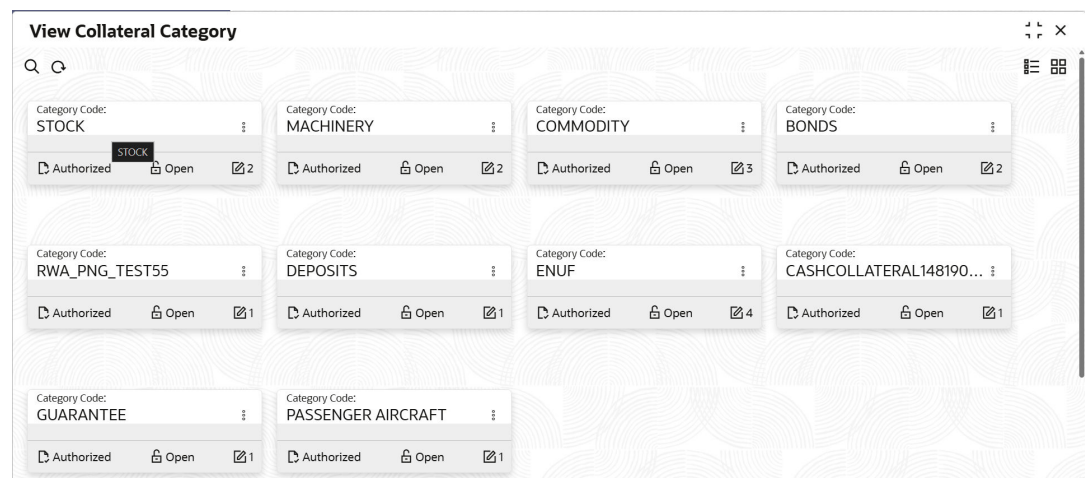 View Collateral Category
Category Code:
STOCK
STOCK
Authorized Open 2
Category Code:
MACHINERY
Authorized Open 2
Category Code:
COMMODITY
Authorized Open 3
Category Code:
BONDS
Authorized Open 2
Category Code:
RWA_PNG_TEST55
Authorized Open 1
Category Code:
DEPOSITS
Authorized Open 1
Category Code:
ENUF
Authorized Open 4
Category Code:
CASHCOLLATERAL148190...
Authorized Open 1
Category Code:
GUARANTEE
Authorized Open 1
Category Code:
PASSENGER AIRCRAFT
Authorized Open 1